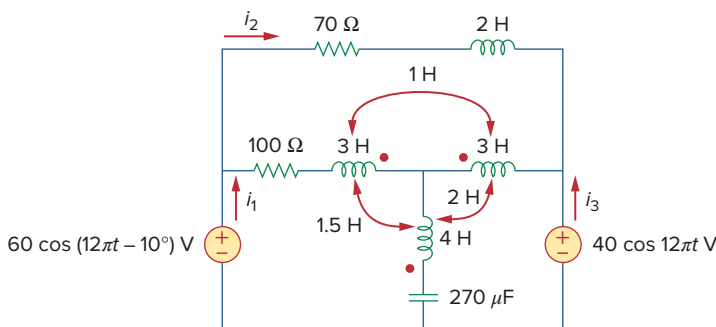 i2 70 Ω 2 H
1 H
100 Ω 3 H 3 H
i1 2 H i3
1.5 H 4 H
60 cos (12πt – 10°) V + – + – 40 cos 12πt V
270 μF